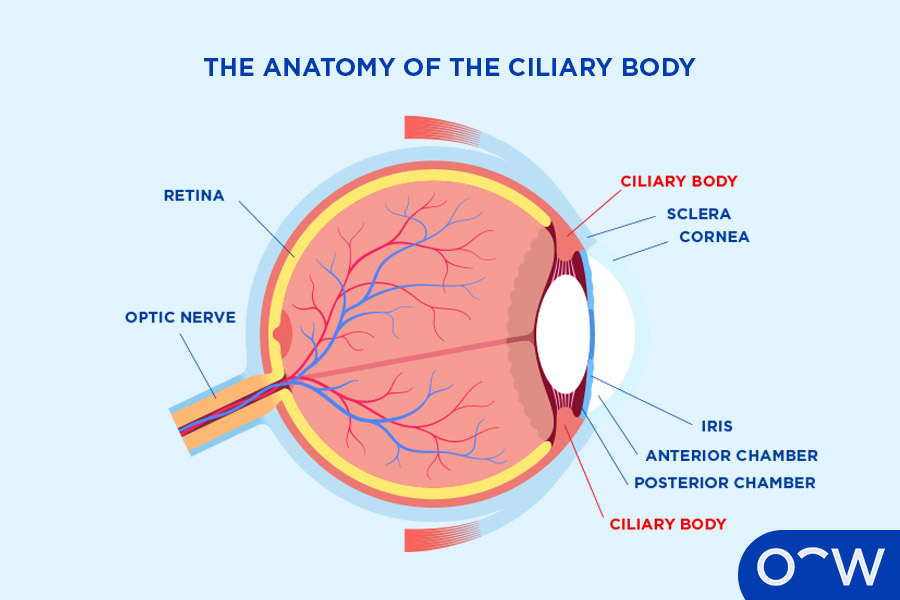 THE ANATOMY OF THE CILIARY BODY
CILIARY BODY
RETINA
SCLERA
CORNEA
OPTIC NERVE
IRIS
ANTERIOR CHAMBER
POSTERIOR CHAMBER
CILIARY BODY